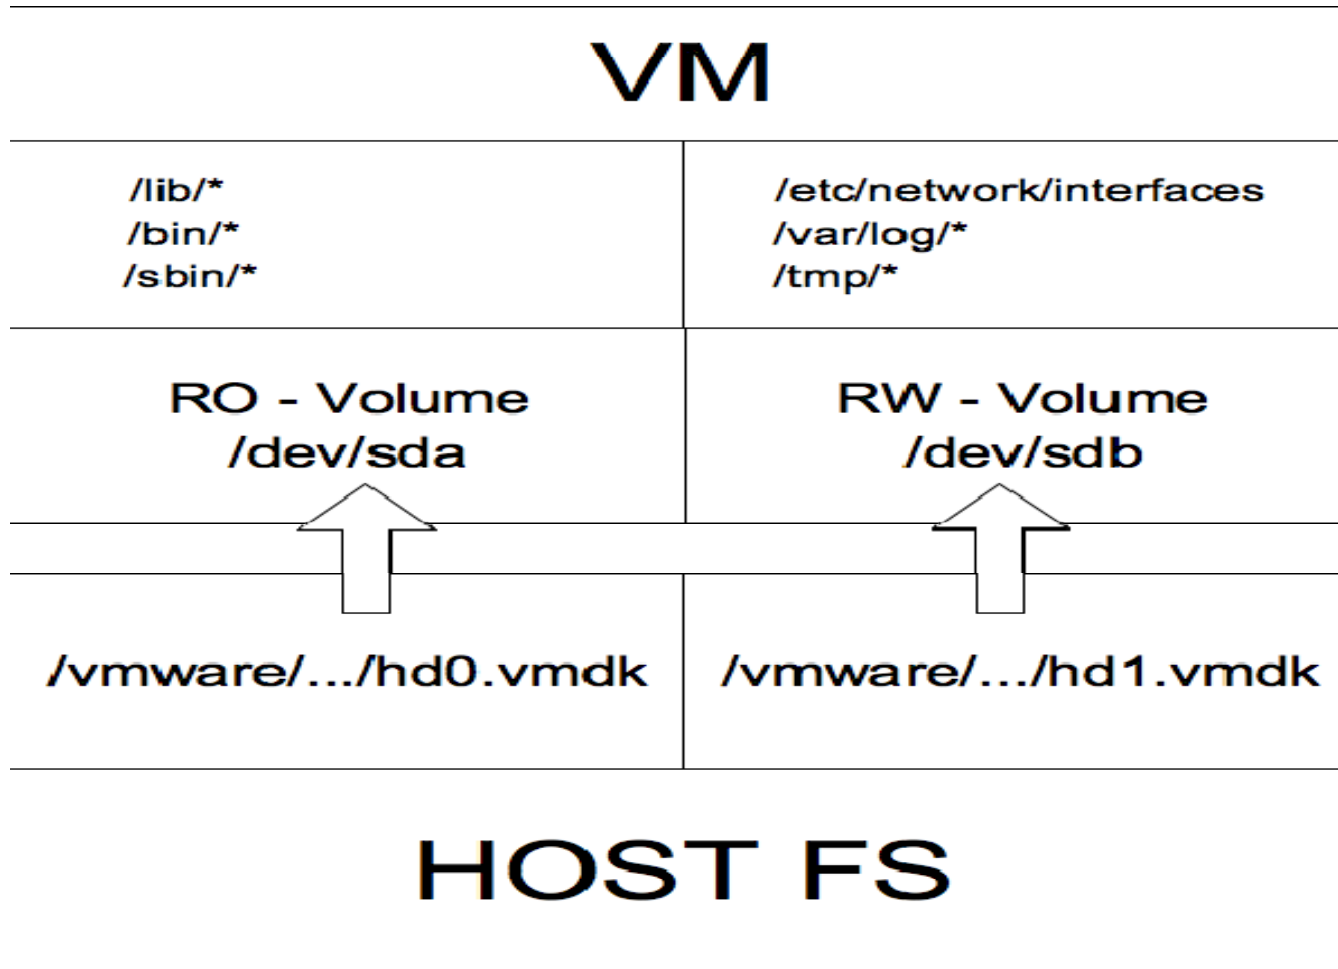 VM
/lib/*
/bin/*
/sbin/*
/etc/network/interfaces
/var/log/*
/tmp/*
RO - Volume
/dev/sda
RW - Volume
/dev/sdb
/vmware/.../hd0.vmdk
/vmware/.../hd1.vmdk
HOST FS